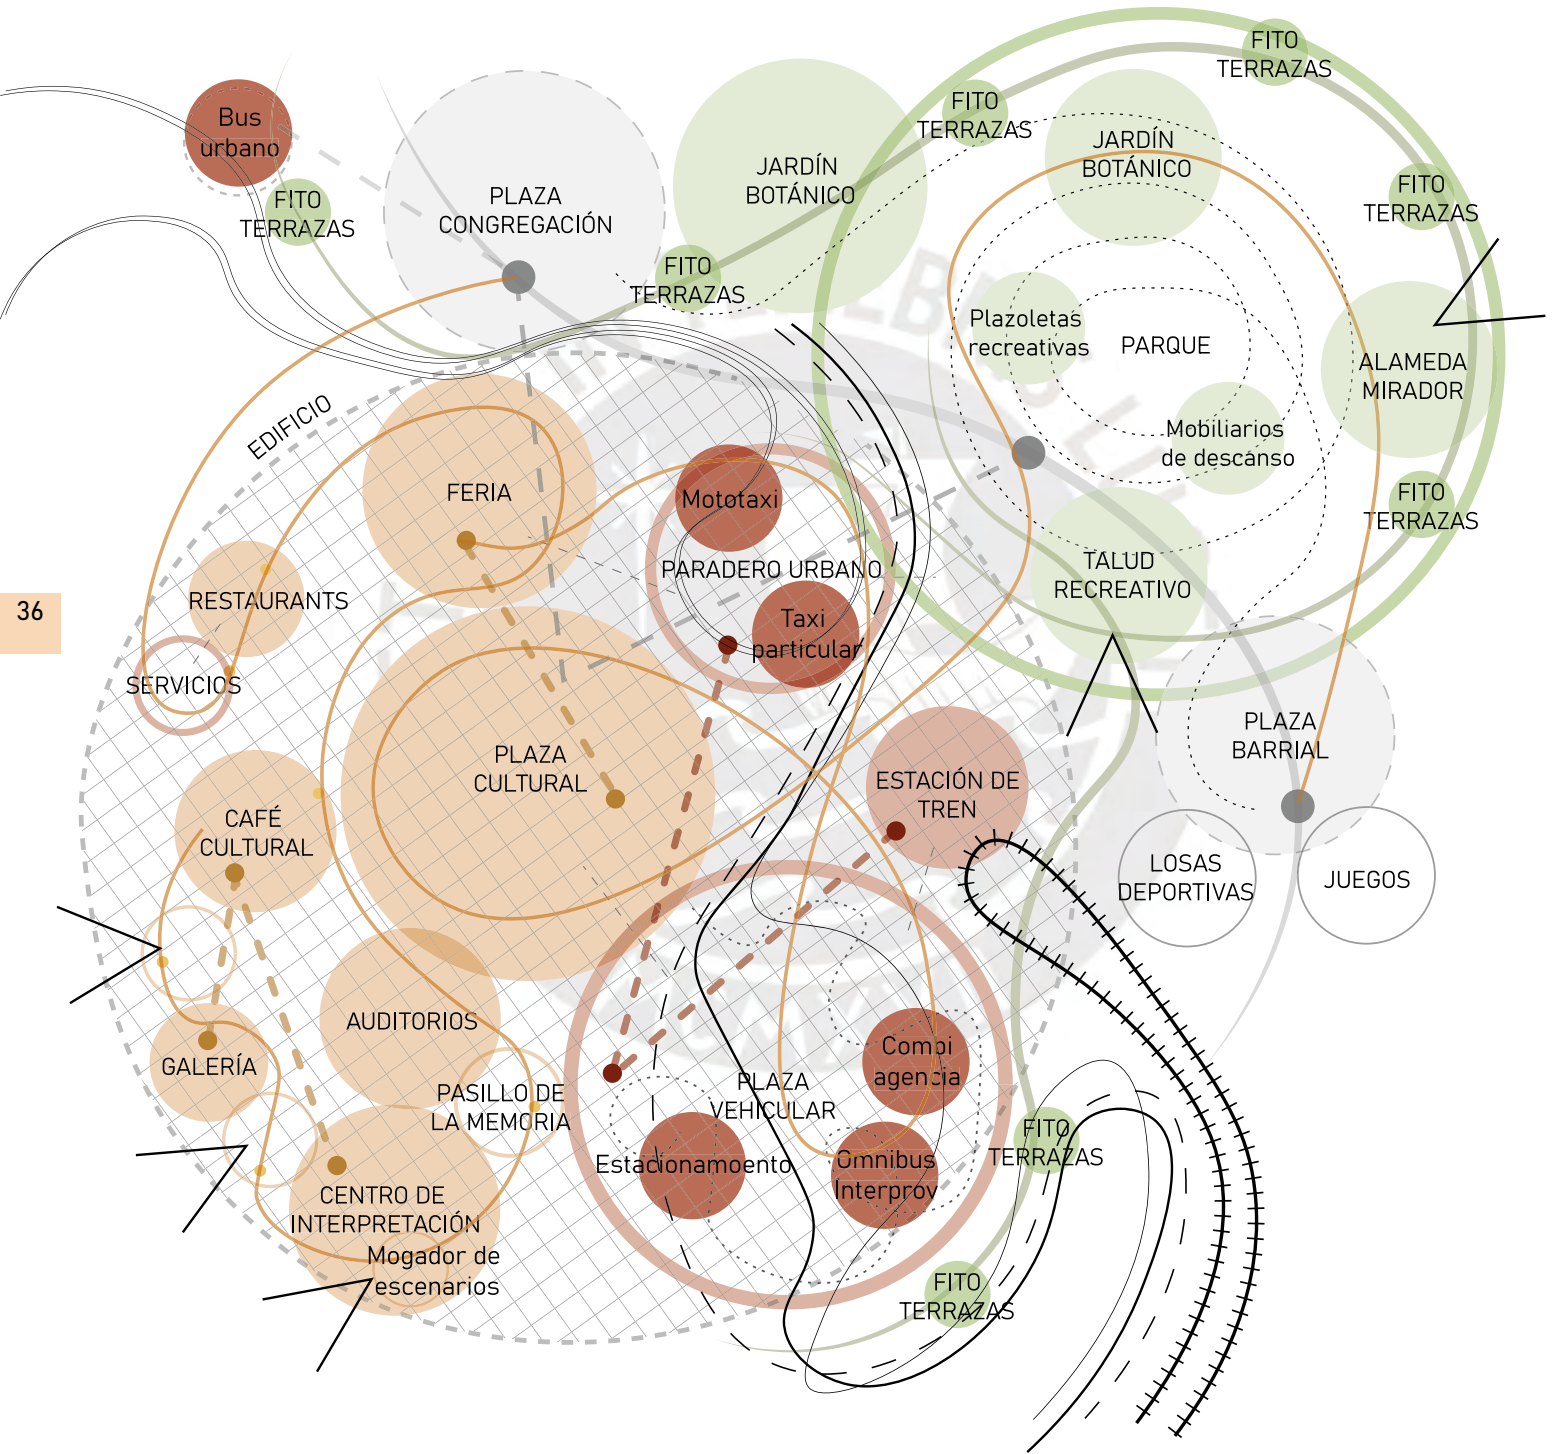 FITO
TERRAZAS
Bus
urbano
FITO
TERRAZAS
JARDÍN
BOTÁNICO
JARDÍN
BOTÁNICO
FITO
TERRAZAS
FITO
TERRAZAS
PLAZA
CONGREGACIÓN
FITO
TERRAZAS
Plazoletas
recreativas
PARQUE
ALAMEDA
MIRADOR
EDIFICIO
Mobiliarios
de descanso
FERIA
Mototaxi
FITO
TERRAZAS
PARADERO URBANO
TALUD
RECREATIVO
36
RESTAURANTS
Taxi
particular
SERVICIOS
PLAZA
CULTURAL
PLAZA
BARRIAL
ESTACIÓN DE
TREN
CAFÉ
CULTURAL
LOSAS
DEPORTIVAS
JUEGOS
AUDITORIOS
GALERÍA
Combi
agencia
PASILLO DE
LA MEMORIA
PLAZA
VEHICULAR
FITO
TERRAZAS
Estacionamoento
Omnibus
Interprov
CENTRO DE
INTERPRETACIÓN
Mogador de
escenarios
FITO
TERRAZAS